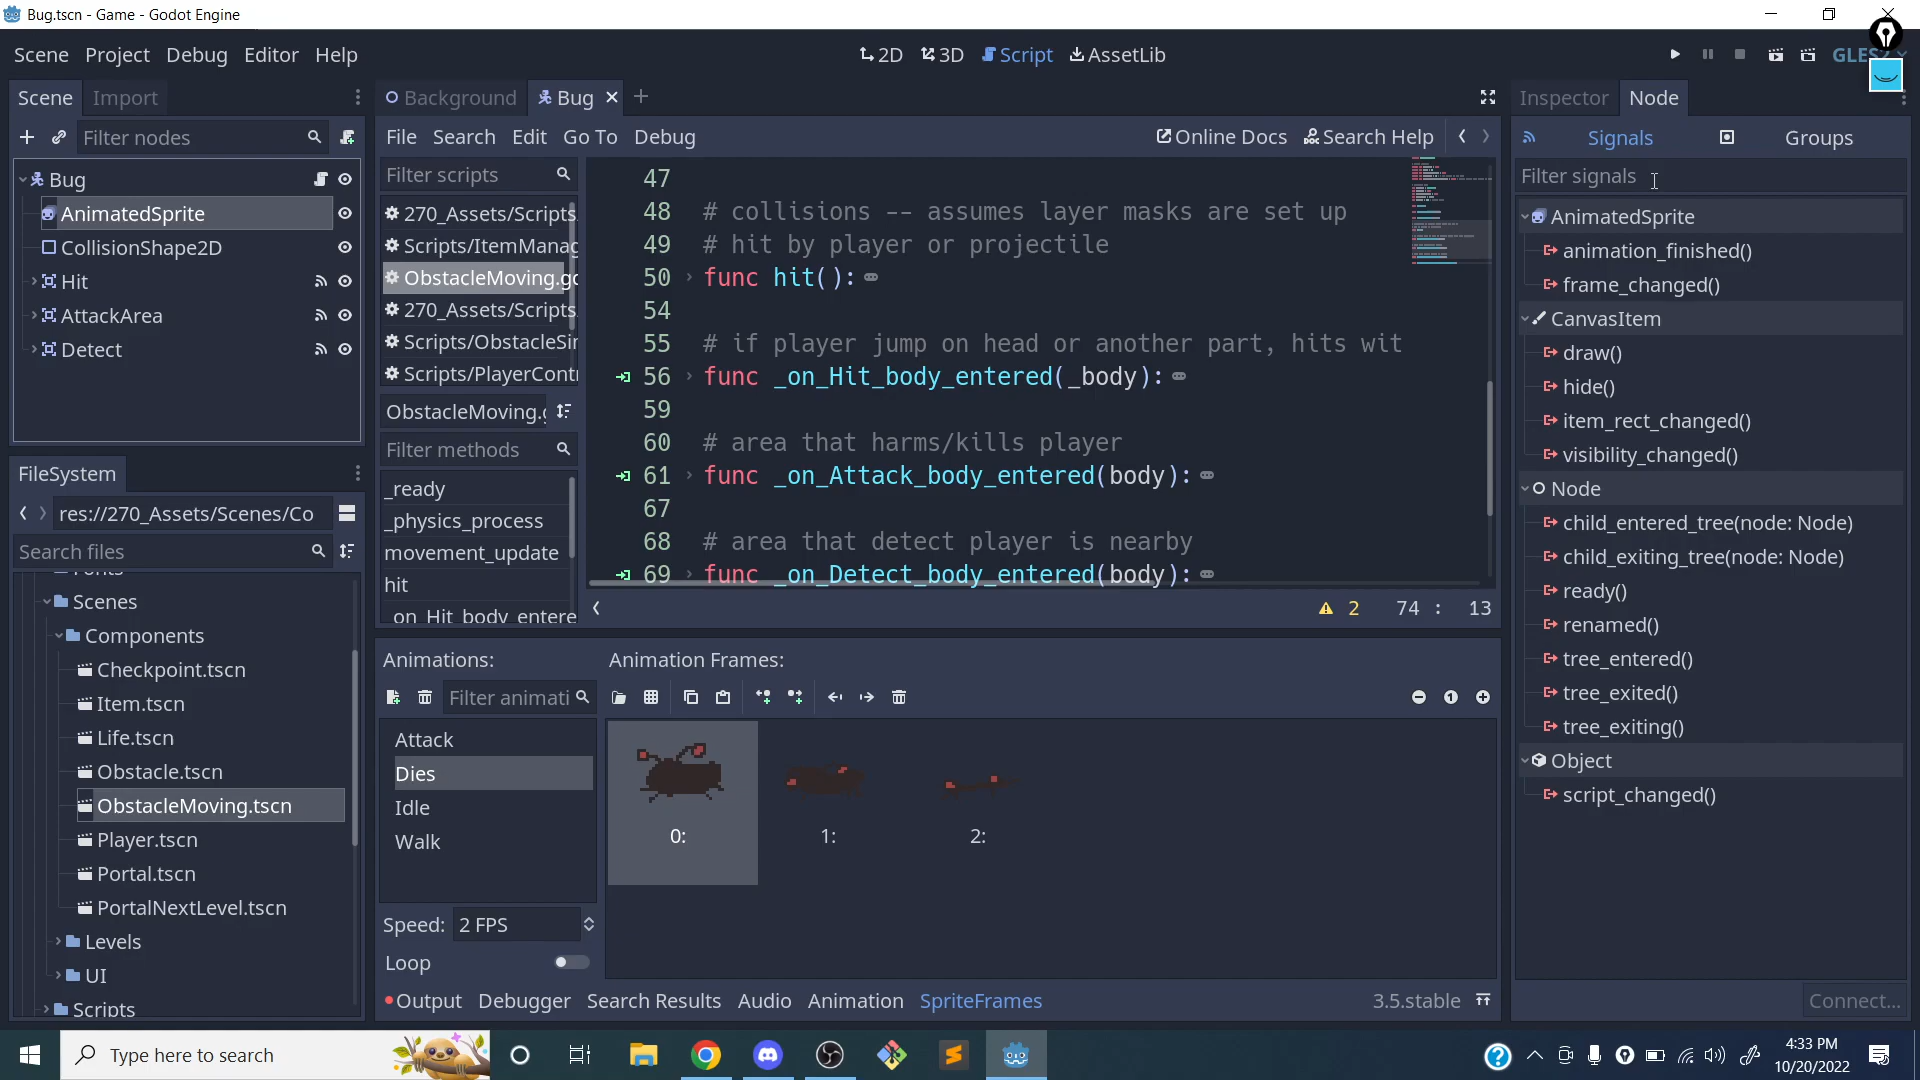 Bug.tscn - Game - Godot Engine
Scene Project Debug Editor Help
2D 3D Script AssetLib
GLES2
Scene Import
Filter nodes
Bug
AnimatedSprite
CollisionShape2D
Hit
AttackArea
Detect
FileSystem
res://270_Assets/Scenes/Co
Search files
Scenes
Components
Checkpoint.tscn
Item.tscn
Life.tscn
Obstacle.tscn
ObstacleMoving.tscn
Player.tscn
Portal.tscn
PortalNextLevel.tscn
Levels
UI
Scripts
Background Bug
File Search Edit Go To Debug
Online Docs Search Help
Filter scripts
270_Assets/Scripts
Scripts/ItemManag
ObstacleMoving.gd
270_Assets/Scripts
Scripts/ObstacleSi
Scripts/PlayerContr
ObstacleMoving.g
Filter methods
_ready
_physics_process
movement_update
hit
_on_Hit_body_entere
47
48 # collisions -- assumes layer masks are set up
49 # hit by player or projectile
50 func hit():
54
55 # if player jump on head or another part, hits wit
56 func _on_Hit_body_entered(_body):
59
60 # area that harms/kills player
61 func _on_Attack_body_entered(body):
67
68 # area that detect player is nearby
69 func _on_Detect_body_entered(body):
2 74 : 13
Animations:
Filter animati
Attack
Dies
Idle
Walk
Speed: 2 FPS
Loop
Animation Frames:
0: 1: 2:
Output Debugger Search Results Audio Animation SpriteFrames
3.5.stable
Inspector Node
Signals Groups
Filter signals
AnimatedSprite
animation_finished()
frame_changed()
CanvasItem
draw()
hide()
item_rect_changed()
visibility_changed()
Node
child_entered_tree(node: Node)
child_exiting_tree(node: Node)
ready()
renamed()
tree_entered()
tree_exited()
tree_exiting()
Object
script_changed()
Connect...
Type here to search
4:33 PM
10/20/2022